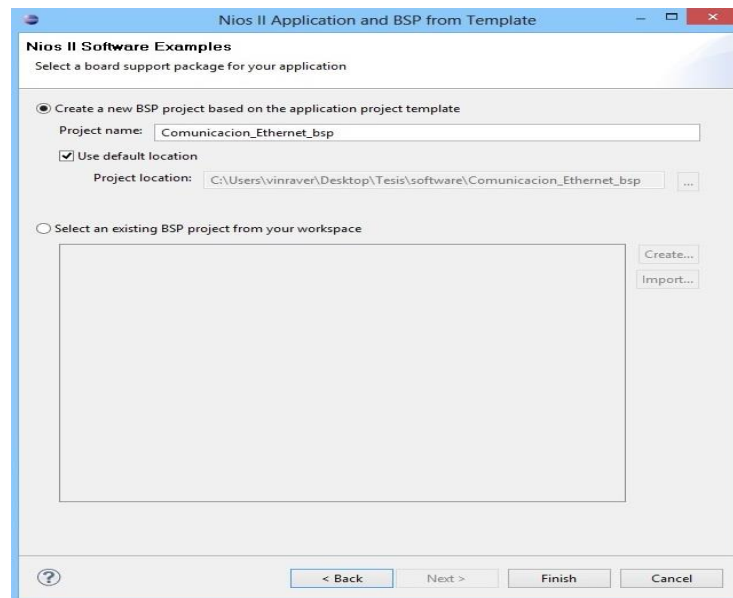 Nios II Application and BSP from Template
Nios II Software Examples
Select a board support package for your application
Create a new BSP project based on the application project template
Project name: Comunicacion_Ethernet_bsp
Use default location
Project location: C:\Users\vinraver\Desktop\Tesis\software\Comunicacion_Ethernet_bsp ...
Select an existing BSP project from your workspace
Create...
Import...
? < Back Next > Finish Cancel